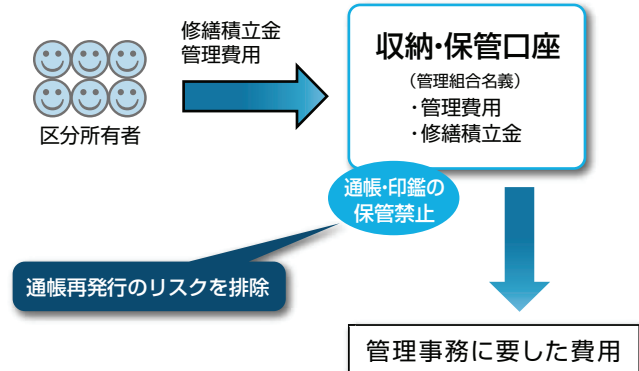 修繕積立金
管理費用
区分所有者
収納・保管口座
（管理組合名義）
・管理費用
・修繕積立金
通帳・印鑑の
保管禁止
通帳再発行のリスクを排除
管理事務に要した費用